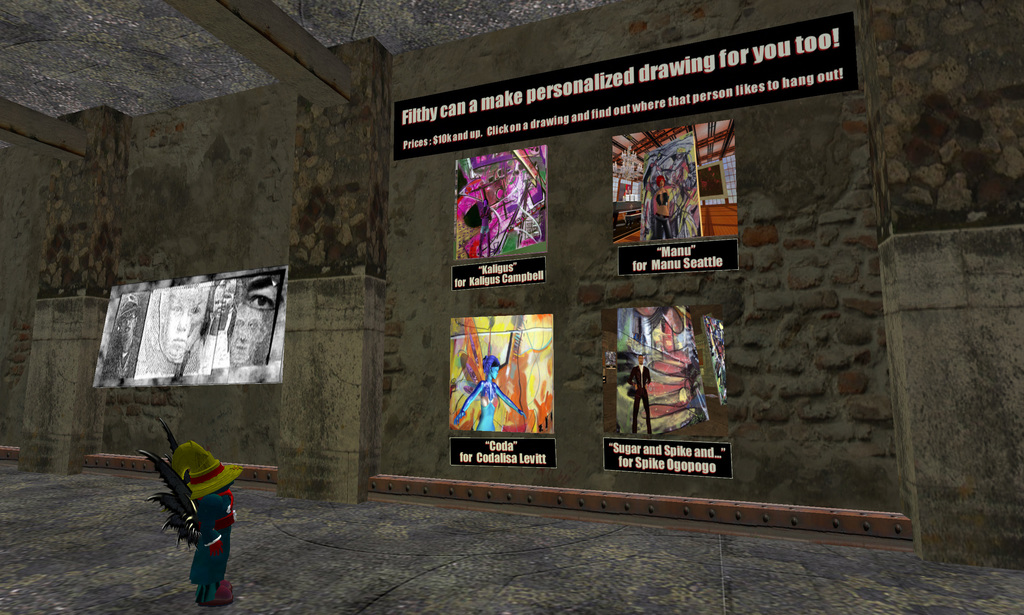 Filthy can a make personalized drawing for you too!
Prices : $10k and up. Click on a drawing and find out where that person likes to hang out!
"Kaligus"
for Kaligus Campbell
"Manu"
for Manu Seattle
"Coda"
for Codalisa Levitt
"Sugar and Spike and..."
for Spike Ogopogo